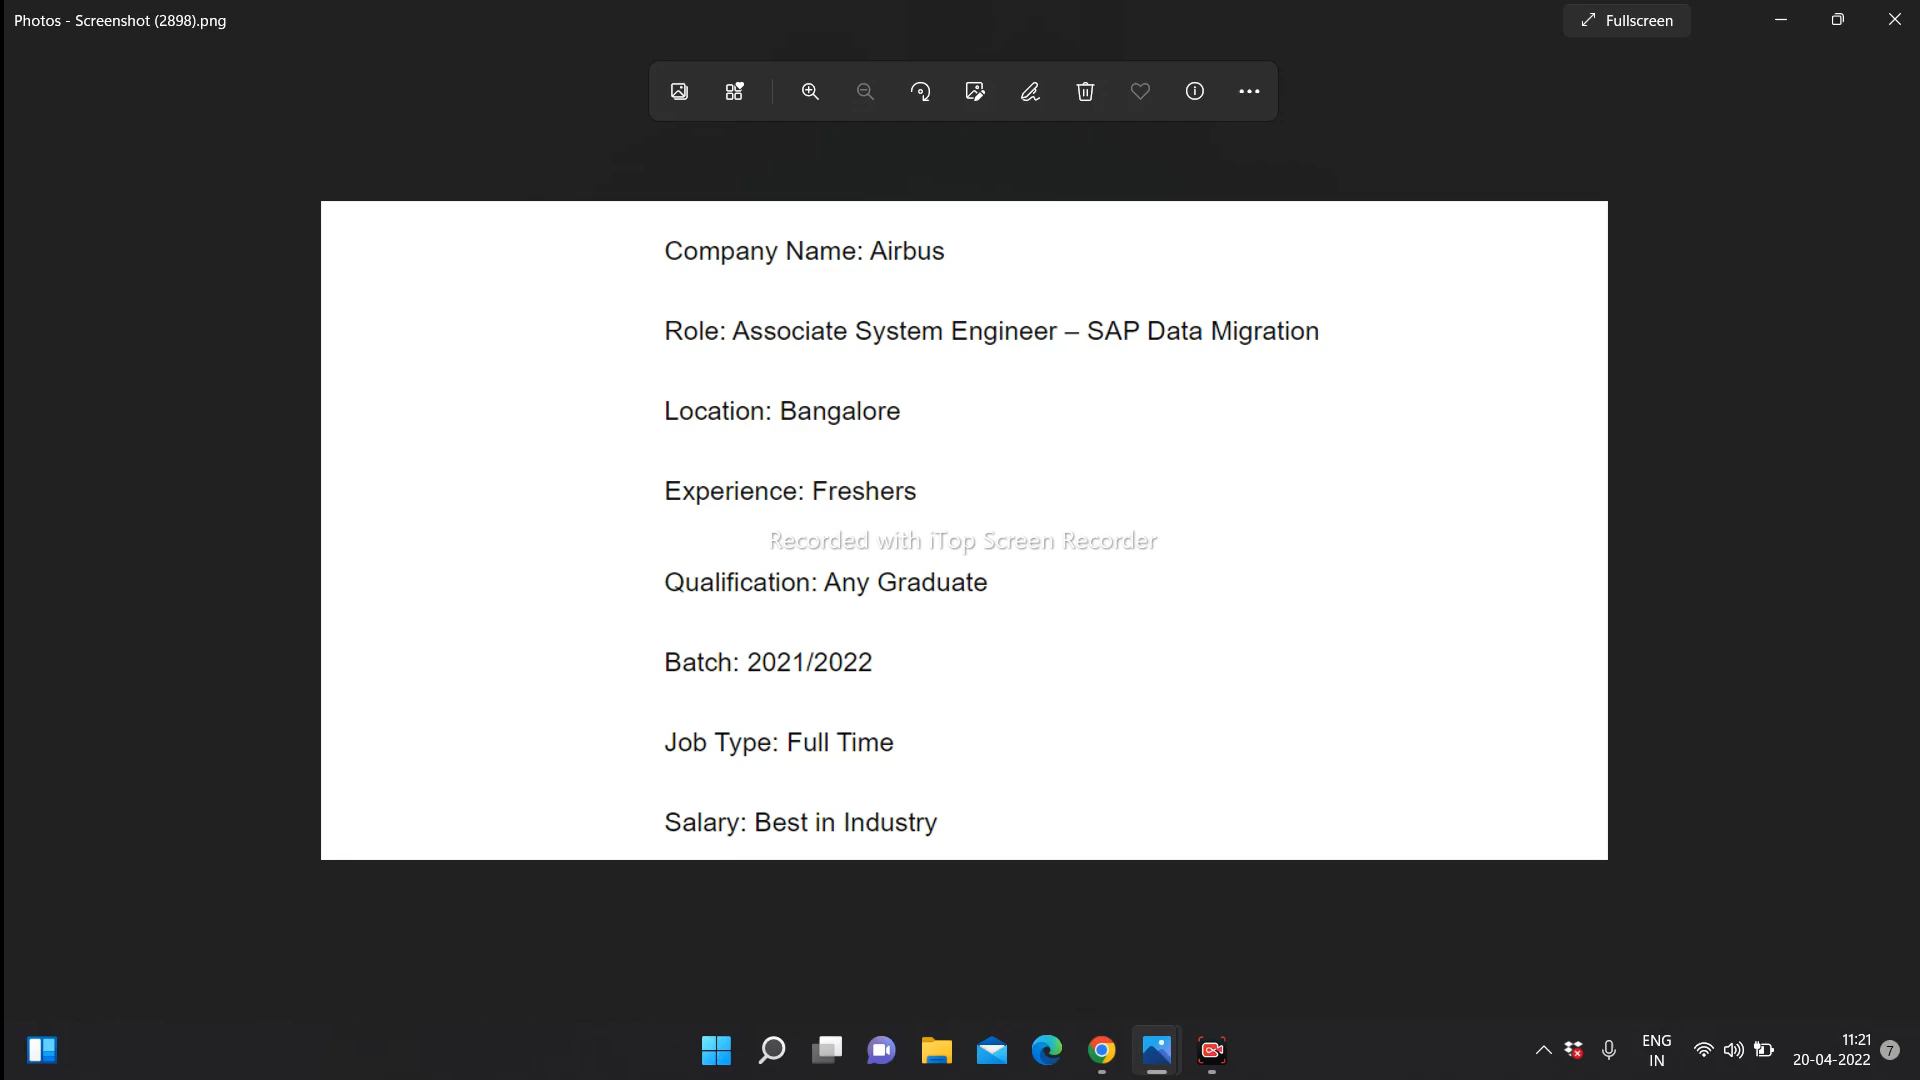 Photos - Screenshot (2898).png
Fullscreen
Company Name: Airbus
Role: Associate System Engineer – SAP Data Migration
Location: Bangalore
Experience: Freshers
Recorded with iTop Screen Recorder
Qualification: Any Graduate
Batch: 2021/2022
Job Type: Full Time
Salary: Best in Industry
ENG
IN
11:21
20-04-2022
7